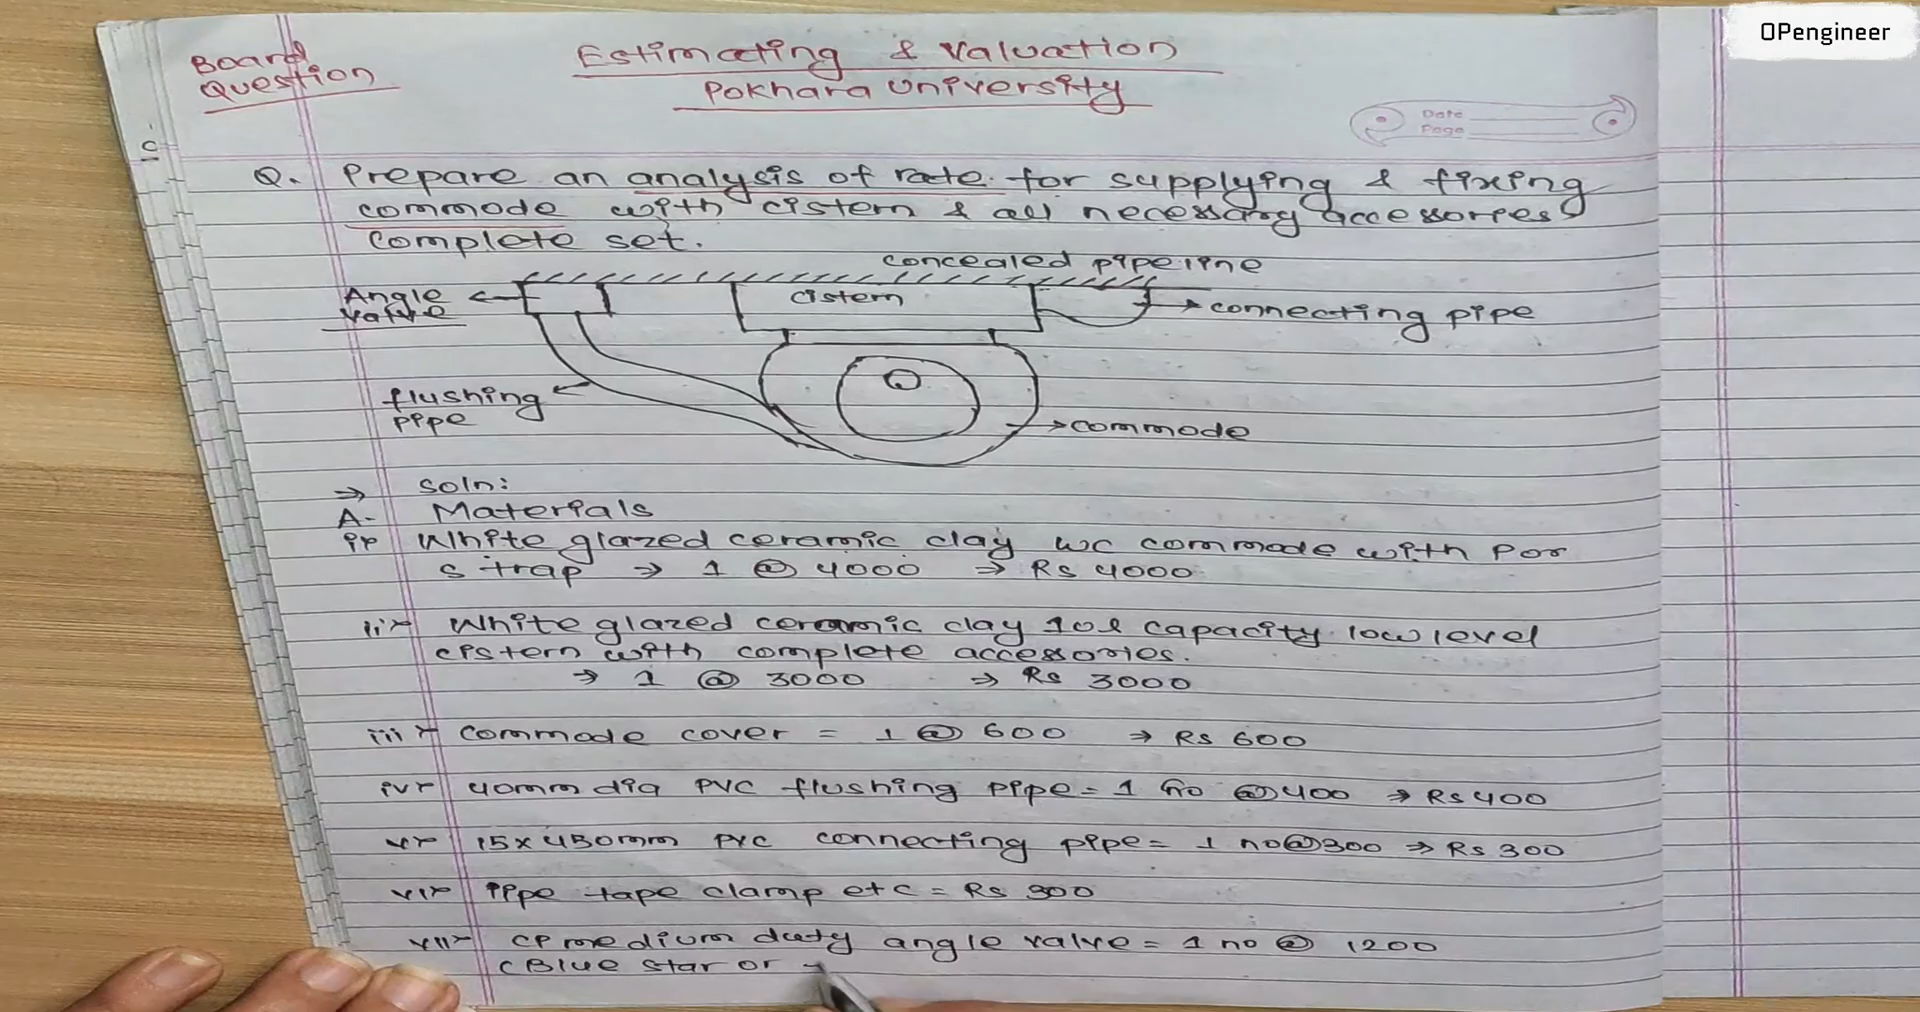 OPengineer
Board
Question
Estimating & Valuation
Pokhara University
Date
Page
Q. Prepare an analysis of rate for supplying & fixing
commode with cistern & all necessary accessories
complete set.
concealed pipeline
Angle
valve
cistern
connecting pipe
flushing
pipe
commode
⇒ Soln:
A. Materials
i> White glazed ceramic clay wc commode with P or
S trap → 1 @ 4000 ⇒ Rs 4000
ii> White glazed ceramic clay 10l capacity low level
cistern with complete accessories.
→ 1 @ 3000 ⇒ Rs 3000
iii> Commode cover = 1 @ 600 ⇒ Rs 600
iv> 40mm dia PVC flushing pipe = 1 no @ 400 ⇒ Rs 400
v> 15 x 450mm PVC connecting pipe = 1 no @ 300 ⇒ Rs 300
vi> Pipe tape clamp etc = Rs 300
vii> CP medium duty angle valve = 1 no @ 1200
(Blue star or